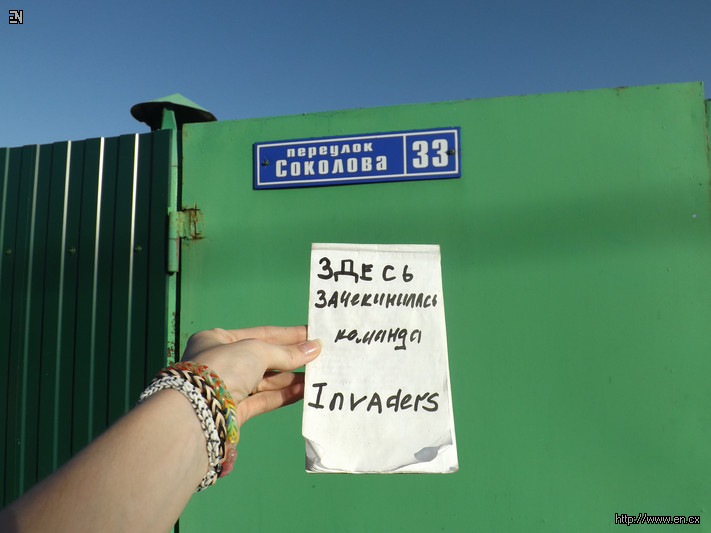 EN
переулок
Соколова 33
ЗДЕСЬ
ЗАЧекинилась
команда
Invaders
http://www.en.cx